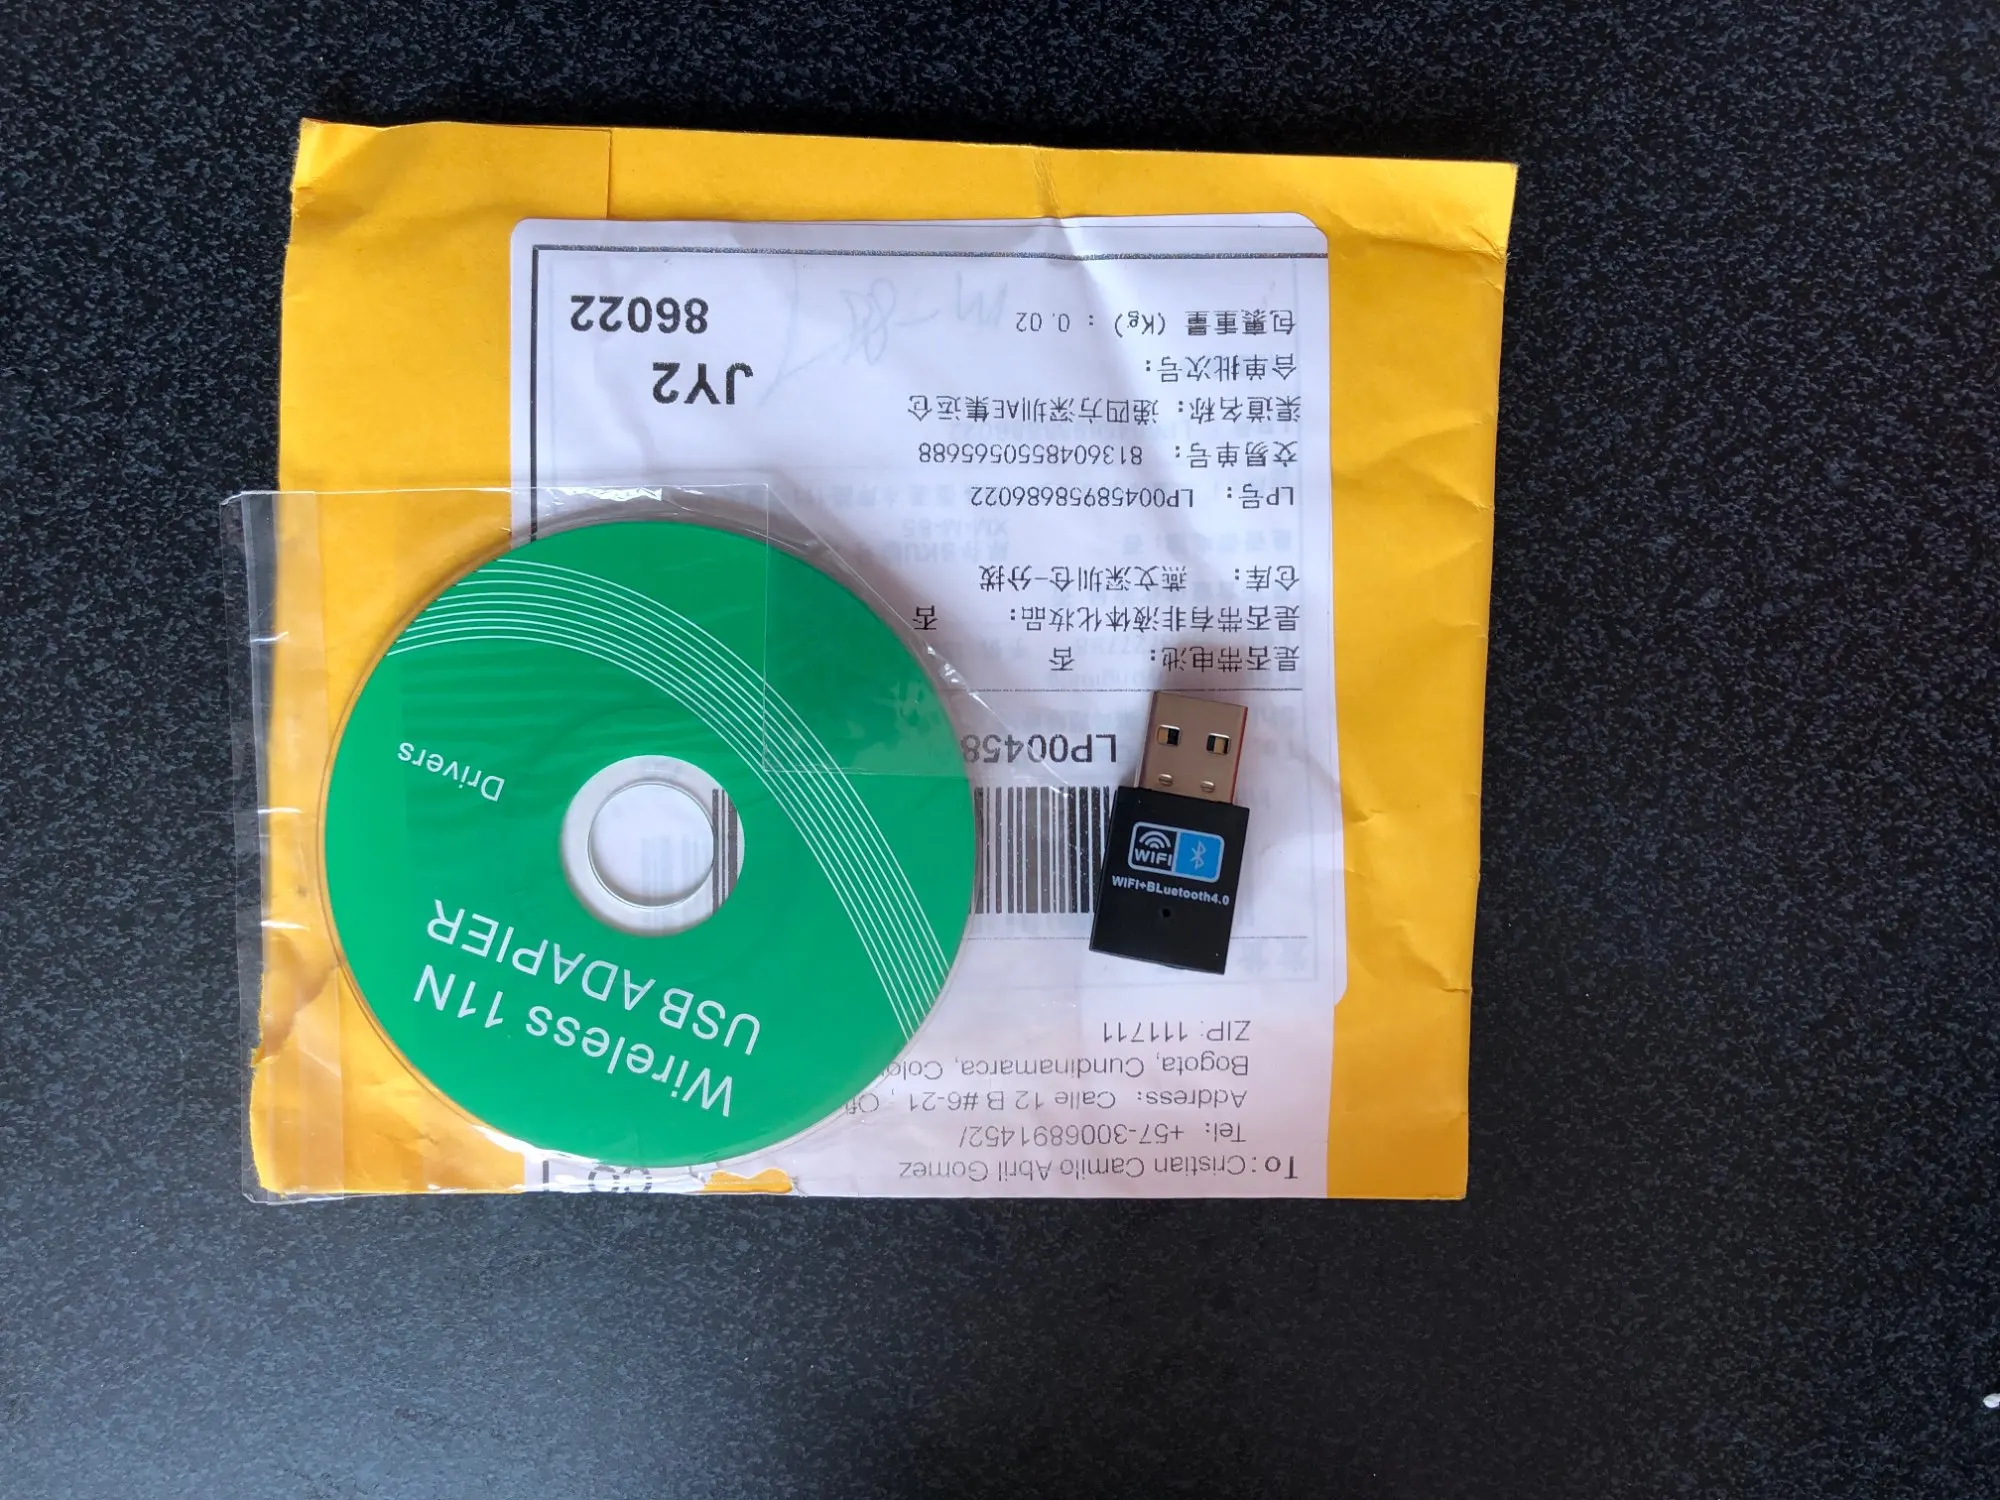 包裹重量 (Kg) : 0.02
合单批次号:
渠道名称: 递四方深圳AE集运仓
交易单号: 8136048550565688
LP号: LP00458958686022
仓库: 燕文深圳仓-分拨
是否带有非液体化妆品: 否
是否带电池: 否
JY2
86022
LP00458
To:Cristian Camilo Abril Gomez
Tel: +57-3006891452/
Address: Calle 12 B #6-21 , Ofi
Bogota, Cundinamarca, Colo
ZIP: 111711
CO
Wireless 11N
USB ADAPIER
Drivers
WIFI
WIFI+BLuetooth4.0